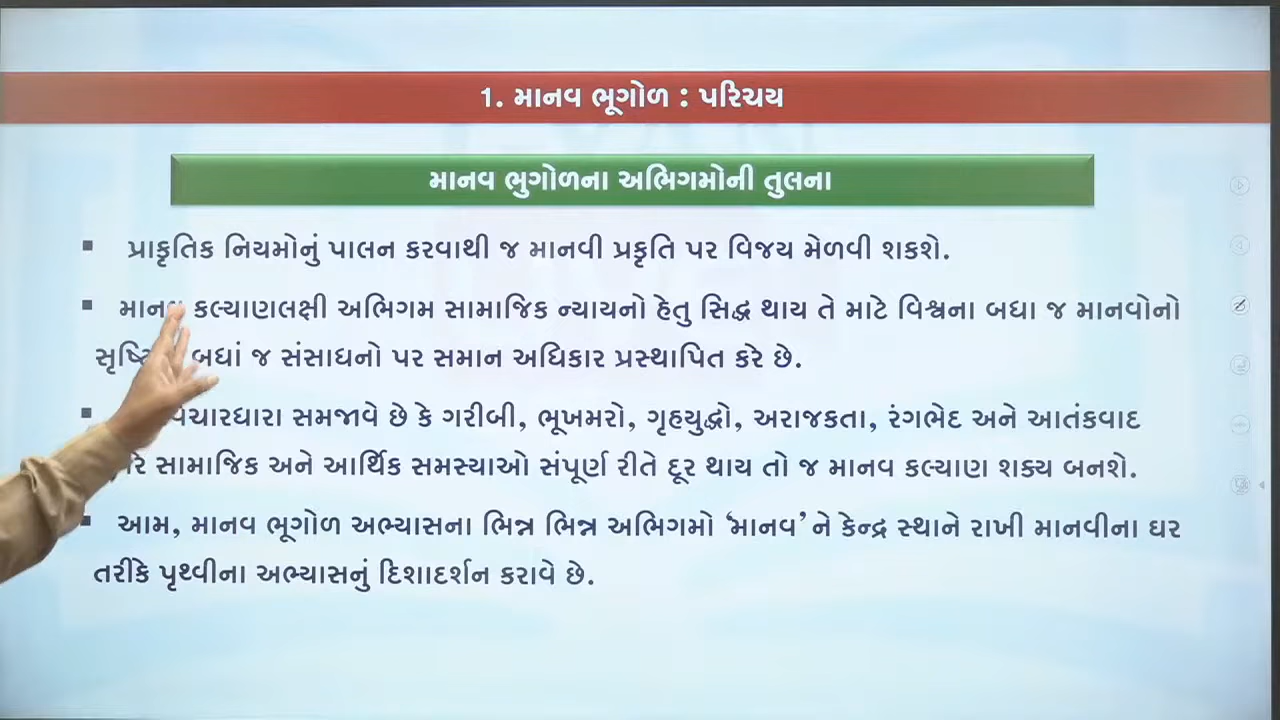 1. માનવ ભૂગોળ : પરિચય
માનવ ભુગોળના અભિગમોની તુલના
▪ પ્રાકૃતિક નિયમોનું પાલન કરવાથી જ માનવી પ્રકૃતિ પર વિજય મેળવી શકશે.
▪ માનવ કલ્યાણલક્ષી અભિગમ સામાજિક ન્યાયનો હેતુ સિદ્ધ થાય તે માટે વિશ્વના બધા જ માનવોનો
બધાં જ સંસાધનો પર સમાન અધિકાર પ્રસ્થાપિત કરે છે.
▪ સમજાવે છે કે ગરીબી, ભૂખમરો, ગૃહયુદ્ધો, અરાજકતા, રંગભેદ અને આતંકવાદ
સામાજિક અને આર્થિક સમસ્યાઓ સંપૂર્ણ રીતે દૂર થાય તો જ માનવ કલ્યાણ શક્ય બનશે.
▪ આમ, માનવ ભૂગોળ અભ્યાસના ભિન્ન ભિન્ન અભિગમો ‘માનવ’ ને કેન્દ્ર સ્થાને રાખી માનવીના ઘર
તરીકે પૃથ્વીના અભ્યાસનું દિશાદર્શન કરાવે છે.